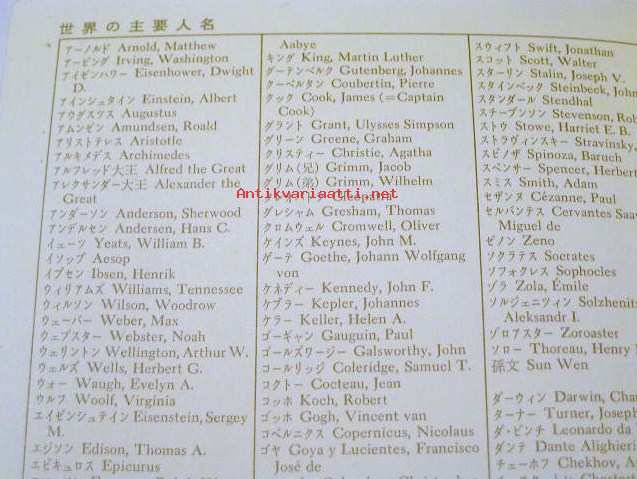 世界の主要人名
アーノルド Arnold, Matthew
アービング Irving, Washington
アイゼンハワー Eisenhower, Dwight
D.
アインシュタイン Einstein, Albert
アウグスツス Augustus
アムンゼン Amundsen, Roald
アリストテレス Aristotle
アルキメデス Archimedes
アルフレッド大王 Alfred the Great
アレクサンダー大王 Alexander the
Great
アンダーソン Anderson, Sherwood
アンデルセン Andersen, Hans C.
イェーツ Yeats, William B.
イソップ Aesop
イプセン Ibsen, Henrik
ウィリアムズ Williams, Tennessee
ウィルソン Wilson, Woodrow
ウェーバー Weber, Max
ウェブスター Webster, Noah
ウェリントン Wellington, Arthur W.
ウェルズ Wells, Herbert G.
ウォー Waugh, Evelyn A.
ウルフ Woolf, Virginia
エイゼンシュテイン Eisenstein, Sergey
M.
エジソン Edison, Thomas A.
エピキュロス Epicurus
Aabye
キング King, Martin Luther
グーテンベルク Gutenberg, Johannes
クーベルタン Coubertin, Pierre
クック Cook, James (=Captain
Cook)
グラント Grant, Ulysses Simpson
グリーン Greene, Graham
クリスティー Christie, Agatha
グリム(兄) Grimm, Jacob
グリム(弟) Grimm, Wilhelm
Antikvariaatti.net
Cleopatra
グレシャム Gresham, Thomas
クロムウェル Cromwell, Oliver
ケインズ Keynes, John M.
ゲーテ Goethe, Johann Wolfgang
von
ケネディー Kennedy, John F.
ケプラー Kepler, Johannes
ケラー Keller, Helen A.
ゴーギャン Gauguin, Paul
ゴールズワージー Galsworthy, John
コールリッジ Coleridge, Samuel T.
コクトー Cocteau, Jean
コッホ Koch, Robert
ゴッホ Gogh, Vincent van
コペルニクス Copernicus, Nicolaus
ゴヤ Goya y Lucientes, Francisco
José de
スウィフト Swift, Jonathan
スコット Scott, Walter
スターリン Stalin, Joseph V.
スタインベック Steinbeck, John
スタンダール Stendhal
スチーブンソン Stevenson, Rob
ストウ Stowe, Harriet E. B.
ストラヴィンスキー Stravinsky,
スピノザ Spinoza, Baruch
スペンサー Spencer, Herbert
スミス Smith, Adam
セザンヌ Cézanne, Paul
セルバンテス Cervantes Saa
Miguel de
ゼノン Zeno
ソクラテス Socrates
ソフォクレス Sophocles
ゾラ Zola, Émile
ソルジェニツィン Solzheni
Aleksandr I.
ゾロアスター Zoroaster
ソロー Thoreau, Henry
孫文 Sun Wen
ダーウィン Darwin, Char
ターナー Turner, Joseph
ダ・ビンチ Leonardo da
ダンテ Dante Alighieri
チェーホフ Chekhov, An